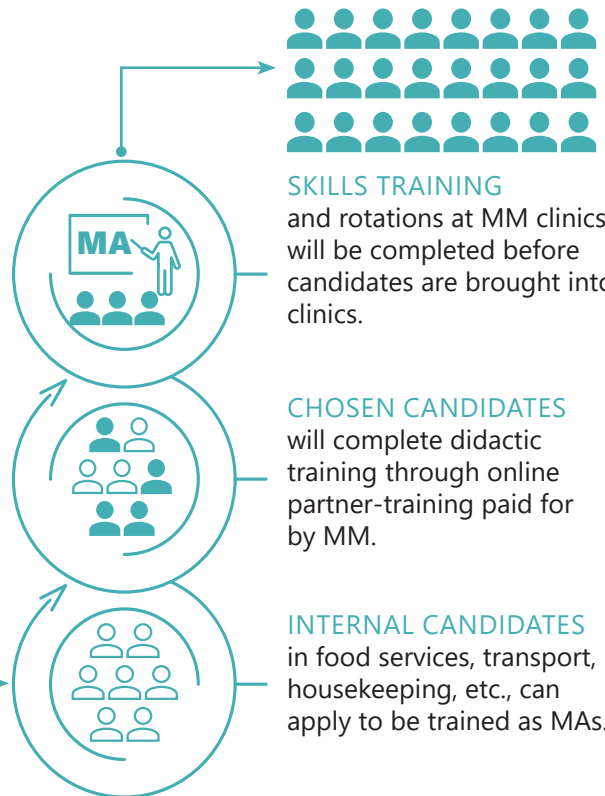 MA
SKILLS TRAINING
and rotations at MM clinics
will be completed before
candidates are brought into
clinics.
CHOSEN CANDIDATES
will complete didactic
training through online
partner-training paid for
by MM.
INTERNAL CANDIDATES
in food services, transport,
housekeeping, etc., can
apply to be trained as MAs.